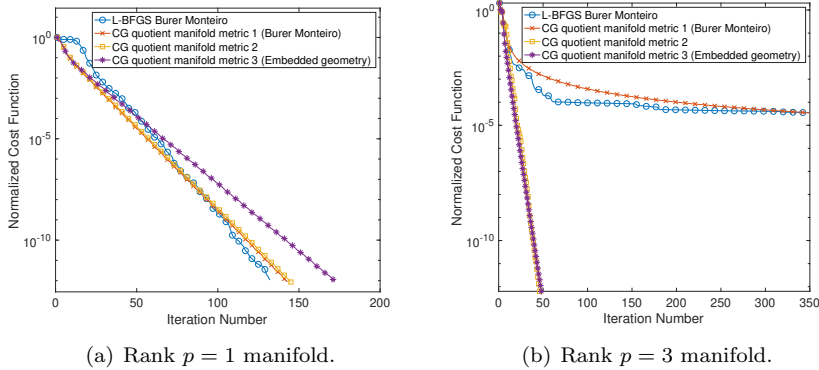 L-BFGS Burer Monteiro
CG quotient manifold metric 1 (Burer Monteiro)
CG quotient manifold metric 2
CG quotient manifold metric 3 (Embedded geometry)
Normalized Cost Function
10^0
10^-5
10^-10
0 50 100 150 200
Iteration Number
(a) Rank p = 1 manifold.
L-BFGS Burer Monteiro
CG quotient manifold metric 1 (Burer Monteiro)
CG quotient manifold metric 2
CG quotient manifold metric 3 (Embedded geometry)
Normalized Cost Function
10^0
10^-5
10^-10
0 50 100 150 200 250 300 350
Iteration Number
(b) Rank p = 3 manifold.